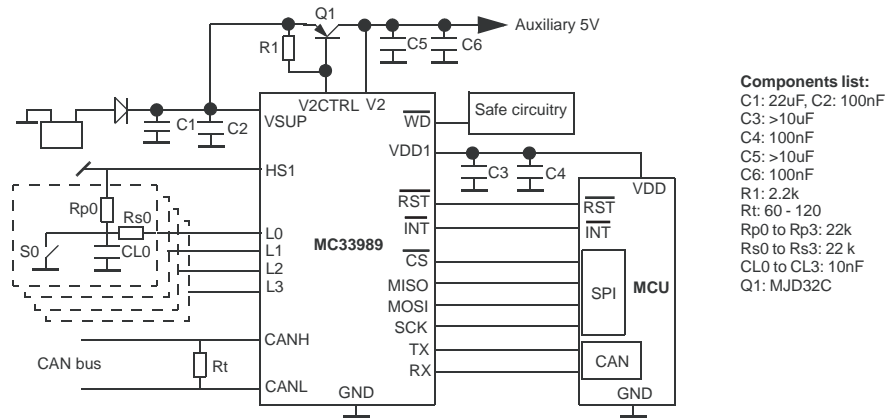 Q1
Auxiliary 5V
R1
C5
C6
V2CTRL
V2
C1
C2
VSUP
WD
Safe circuitry
VDD1
C3
C4
VDD
HS1
Rp0
Rs0
S0
CL0
L0
L1
L2
L3
MC33989
RST
RST
INT
INT
CS
MISO
MOSI
SCK
SPI
MCU
TX
RX
CAN
CANH
CAN bus
Rt
CANL
GND
GND
Components list:
C1: 22uF, C2: 100nF
C3: >10uF
C4: 100nF
C5: >10uF
C6: 100nF
R1: 2.2k
Rt: 60 - 120
Rp0 to Rp3: 22k
Rs0 to Rs3: 22 k
CL0 to CL3: 10nF
Q1: MJD32C